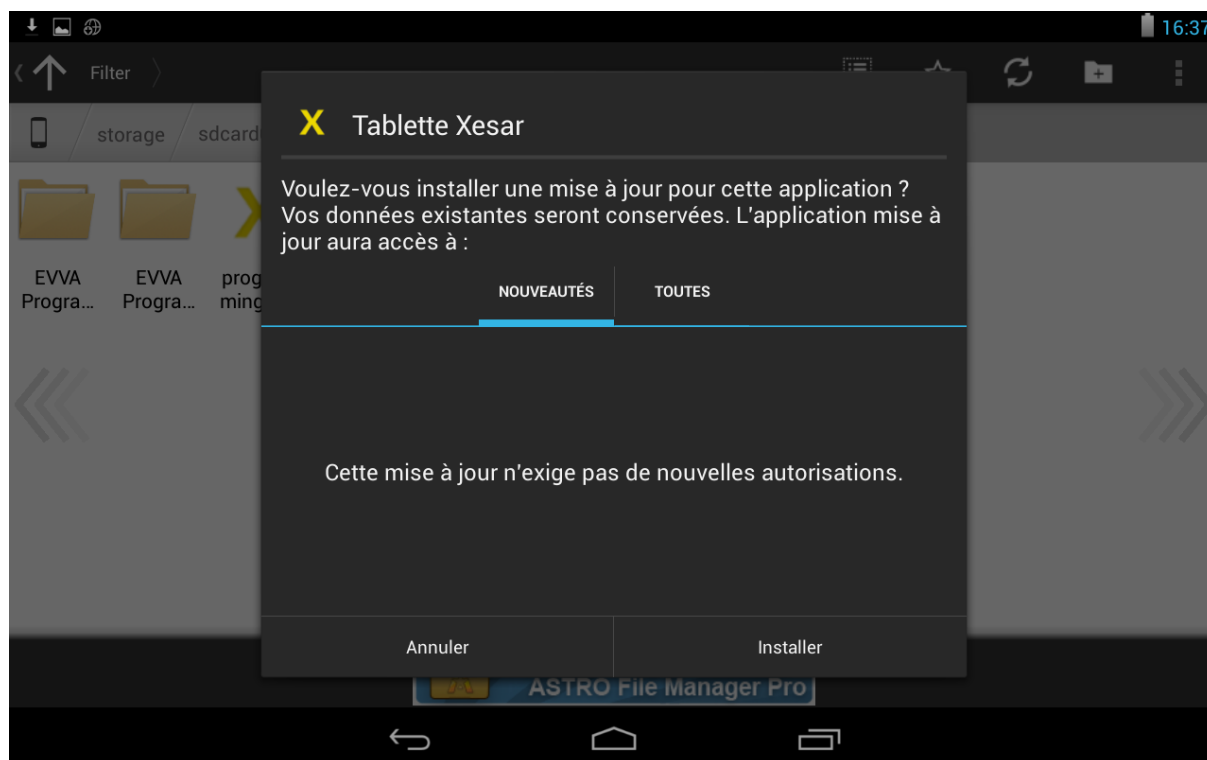 16:37
Filter
storage
sdcard
X Tablette Xesar
Voulez-vous installer une mise à jour pour cette application ?
Vos données existantes seront conservées. L'application mise à
jour aura accès à :
NOUVEAUTÉS
TOUTES
EVVA
Progra...
EVVA
Progra...
prog
ming
Cette mise à jour n'exige pas de nouvelles autorisations.
Annuler
Installer
ASTRO File Manager Pro